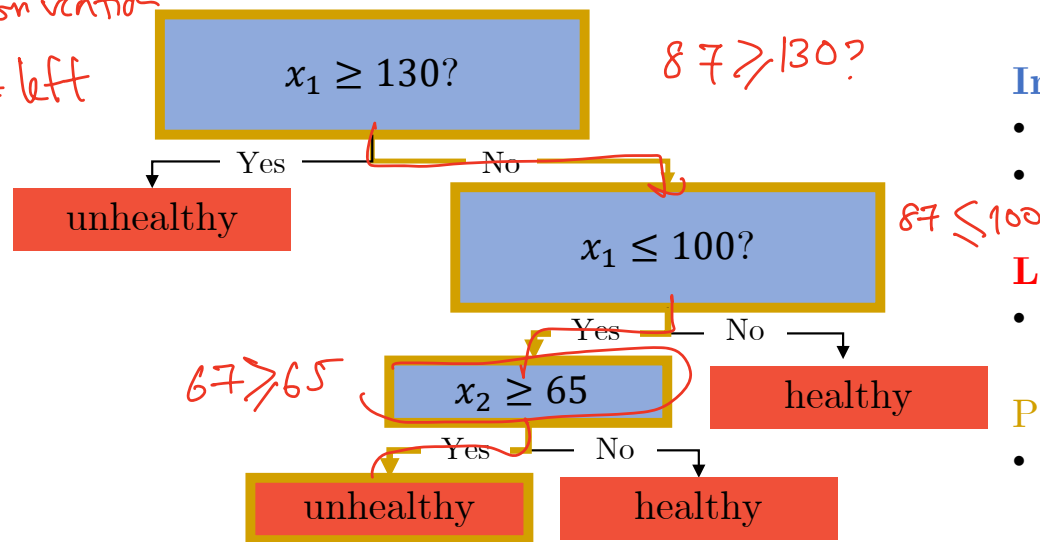 left
x₁ ≥ 130?
87 ≥ 130?
Yes
No
unhealthy
x₁ ≤ 100?
87 ≤ 100
Yes
No
67 ≥ 65
x₂ ≥ 65
healthy
Yes
No
unhealthy
healthy